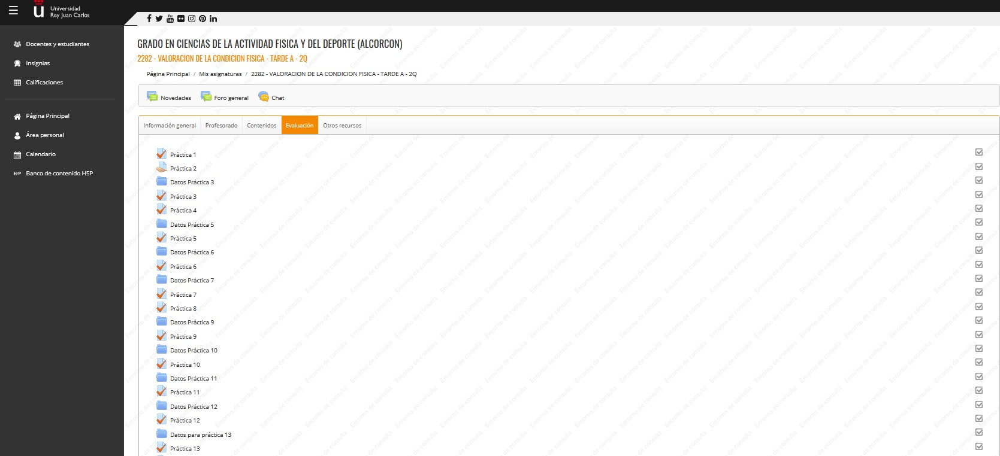 Universidad
Rey Juan Carlos
Docentes y estudiantes
Insignias
Calificaciones
Página Principal
Área personal
Calendario
H5P Banco de contenido H5P
GRADO EN CIENCIAS DE LA ACTIVIDAD FISICA Y DEL DEPORTE (ALCORCON)
2282 - VALORACION DE LA CONDICION FISICA - TARDE A - 2Q
Página Principal / Mis asignaturas / 2282 - VALORACION DE LA CONDICION FISICA - TARDE A - 2Q
Novedades Foro general Chat
Información general Profesorado Contenidos Evaluación Otros recursos
Práctica 1
Práctica 2
Datos Práctica 3
Práctica 3
Práctica 4
Datos Práctica 5
Práctica 5
Datos Práctica 6
Práctica 6
Datos Práctica 7
Práctica 7
Práctica 8
Datos Práctica 9
Práctica 9
Datos Práctica 10
Práctica 10
Datos Práctica 11
Práctica 11
Datos Práctica 12
Práctica 12
Datos para práctica 13
Práctica 13
Entorno de consulta